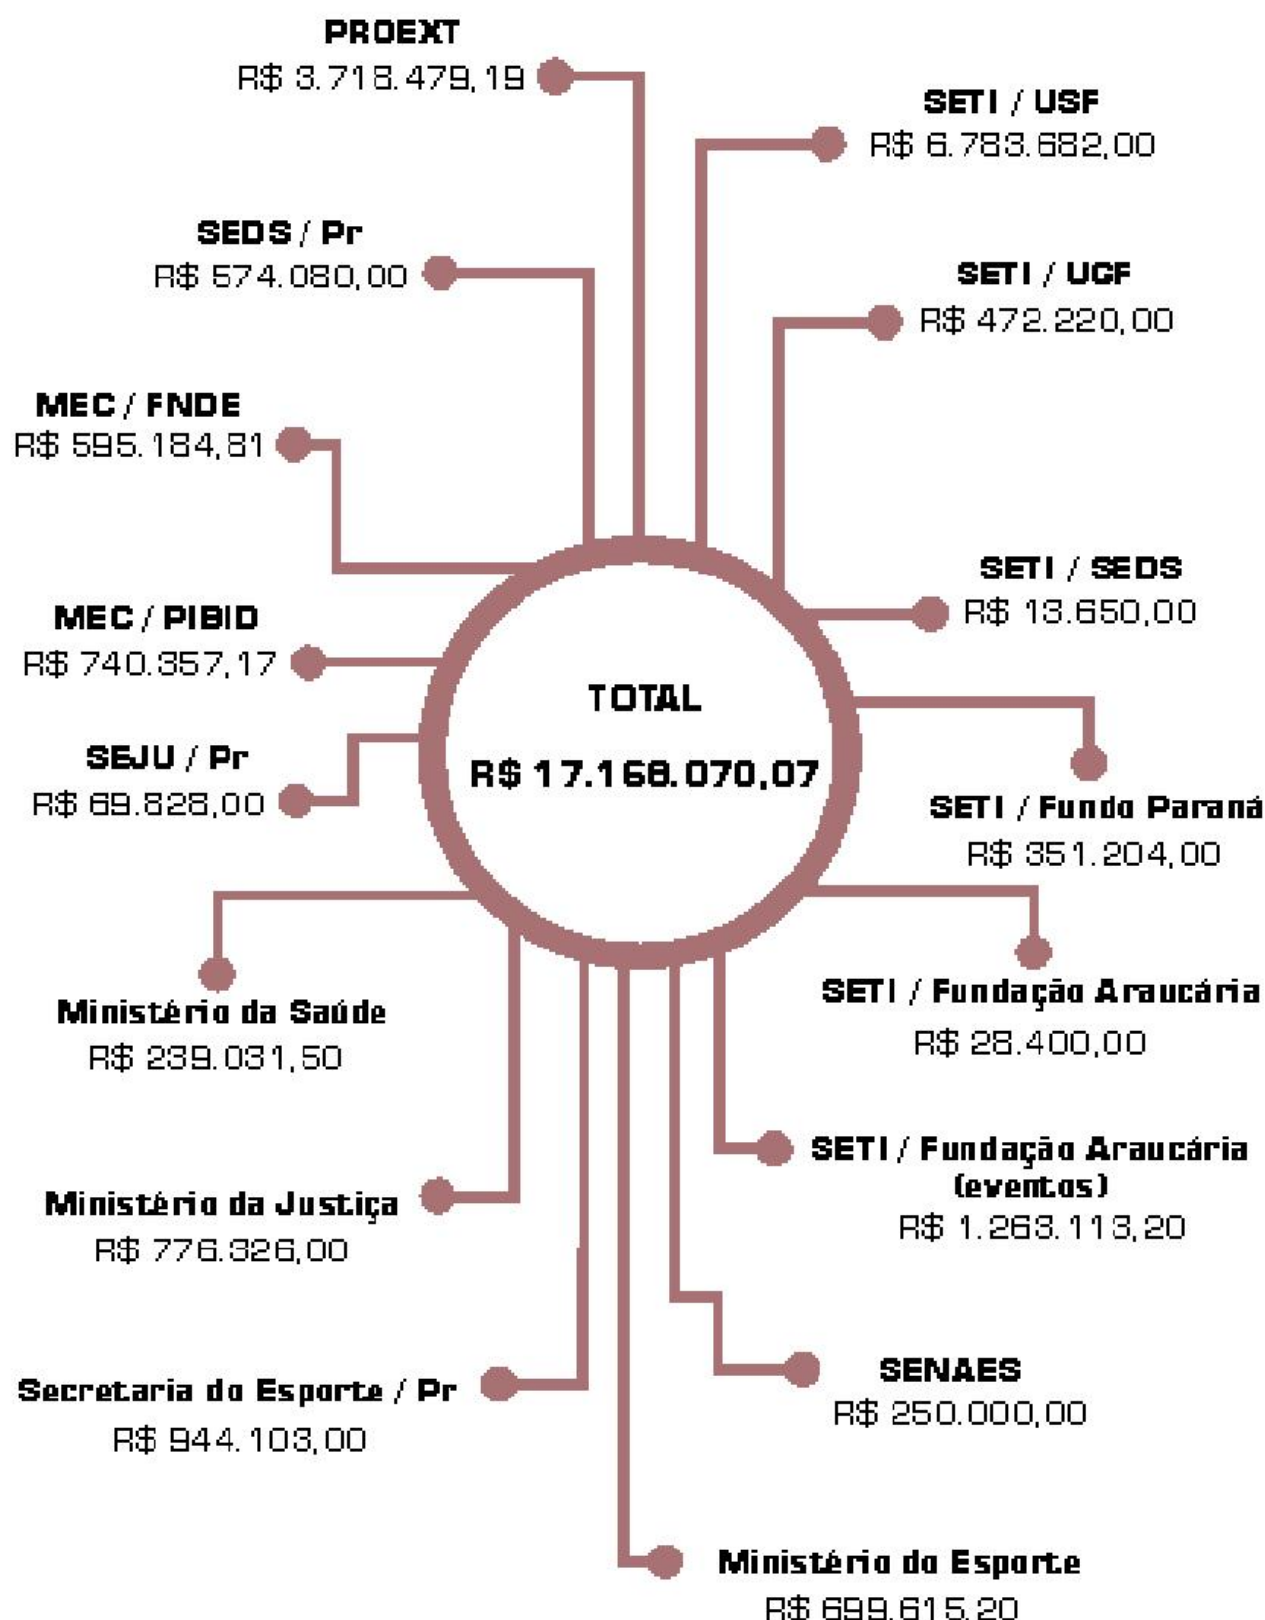 PROEXT
R$ 3.718.479,19
SETI / USF
R$ 6.783.682,00
SEDS / Pr
R$ 574.080,00
SETI / UGF
R$ 472.220,00
MEC / FNDE
R$ 595.184,81
SETI / SEDS
R$ 13.650,00
MEC / PIBID
R$ 740.357,17
TOTAL
R$ 17.168.070,07
SEJU / Pr
R$ 69.828,00
SETI / Fundo Paraná
R$ 351.204,00
Ministério da Saúde
R$ 239.031,50
SETI / Fundação Araucária
R$ 28.400,00
SETI / Fundação Araucária
(eventos)
R$ 1.263.113,20
Ministério da Justiça
R$ 776.326,00
Secretaria do Esporte / Pr
R$ 944.103,00
SENAES
R$ 250.000,00
Ministério do Esporte
R$ 699.615,20